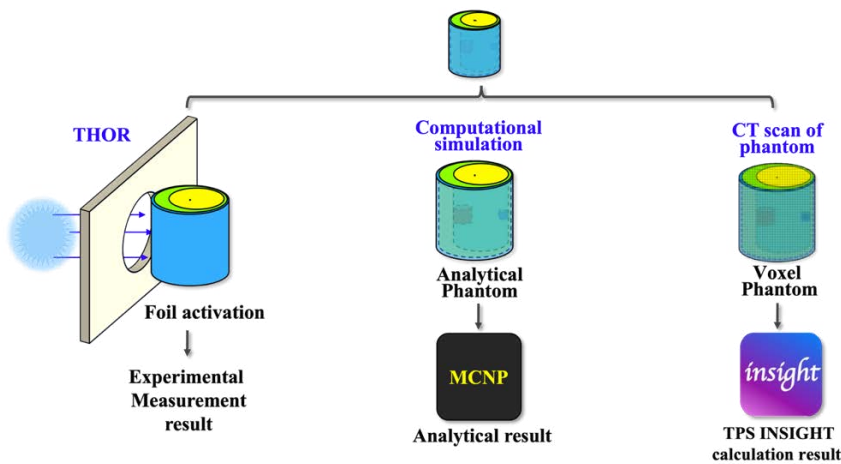 THOR
Foil activation
Experimental
Measurement
result
Computational
simulation
Analytical
Phantom
MCNP
Analytical result
CT scan of
phantom
Voxel
Phantom
insight
TPS INSIGHT
calculation result